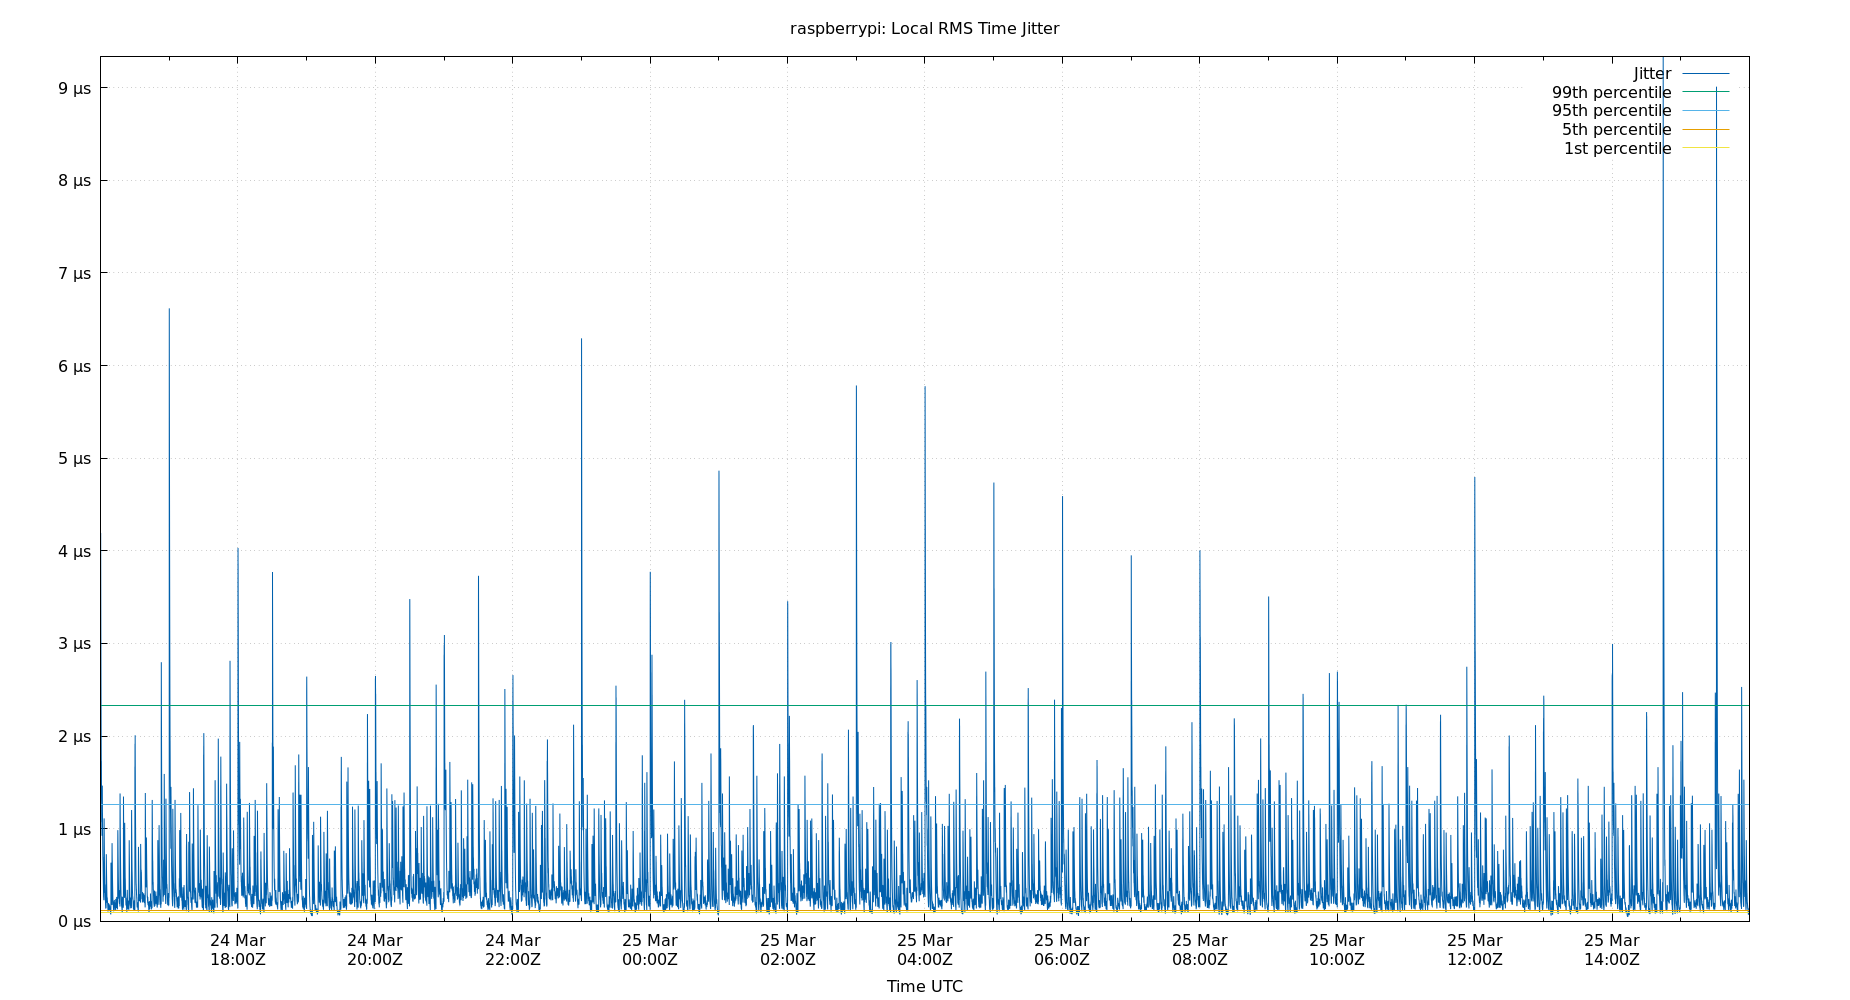 raspberrypi: Local RMS Time Jitter
Jitter
99th percentile
95th percentile
5th percentile
1st percentile
9 µs
8 µs
7 µs
6 µs
5 µs
4 µs
3 µs
2 µs
1 µs
0 µs
24 Mar 24 Mar 24 Mar 25 Mar 25 Mar 25 Mar 25 Mar 25 Mar 25 Mar 25 Mar 25 Mar
18:00Z 20:00Z 22:00Z 00:00Z 02:00Z 04:00Z 06:00Z 08:00Z 10:00Z 12:00Z 14:00Z
Time UTC